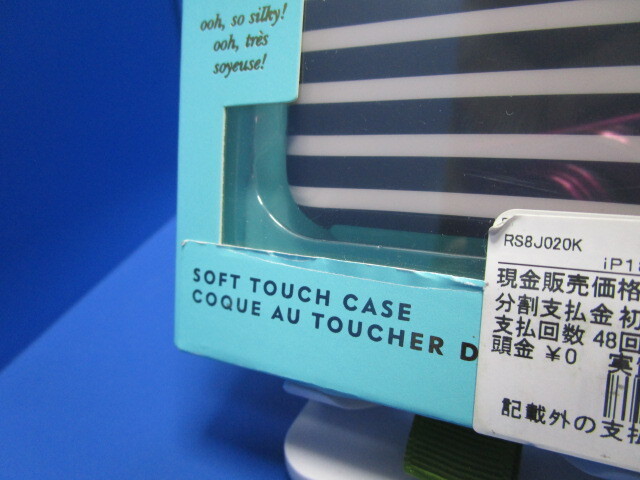 ooh, so silky!
ooh, très
soyeuse!
SOFT TOUCH CASE
COQUE AU TOUCHER D
RS8J020K
現金販売価格
分割支払金 初
支払回数 48回
頭金 ¥0
記載外の支払